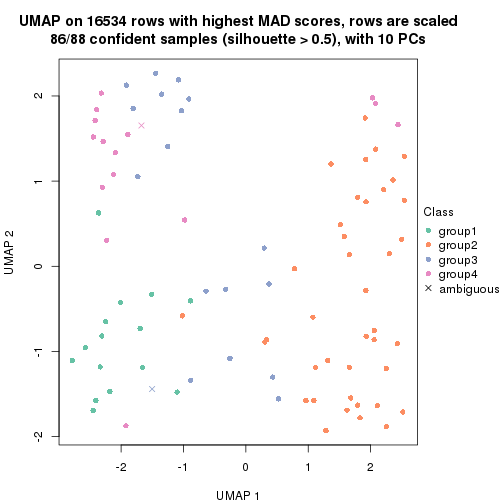 UMAP on 16534 rows with highest MAD scores, rows are scaled
86/88 confident samples (silhouette > 0.5), with 10 PCs
2
1
0
-1
-2
UMAP 2
-2
-1
0
1
2
UMAP 1
Class
group1
group2
group3
group4
ambiguous